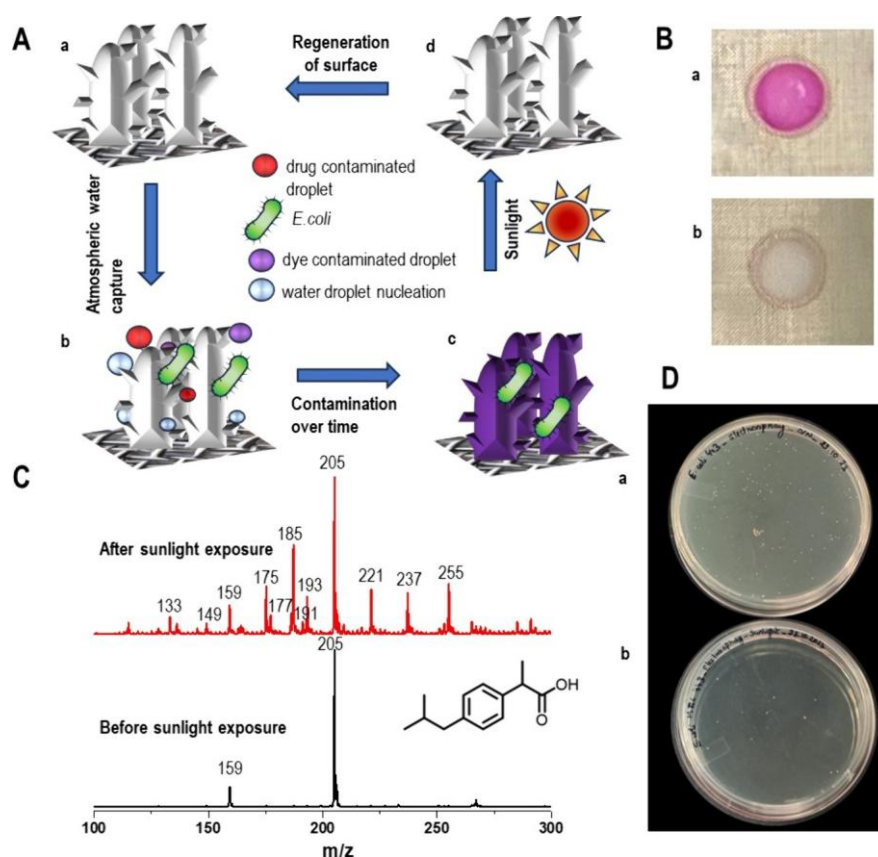 A
a
Regeneration
of surface
d
B
a
b
Atmospheric water
capture
drug contaminated
droplet
E.coli
dye contaminated droplet
water droplet nucleation
Sunlight
b
Contamination
over time
c
C
After sunlight exposure
133
149
159
175
177
185
191
193
205
221
237
255
Before sunlight exposure
159
205
OH
O
100
150
200
250
300
m/z
D
a
b